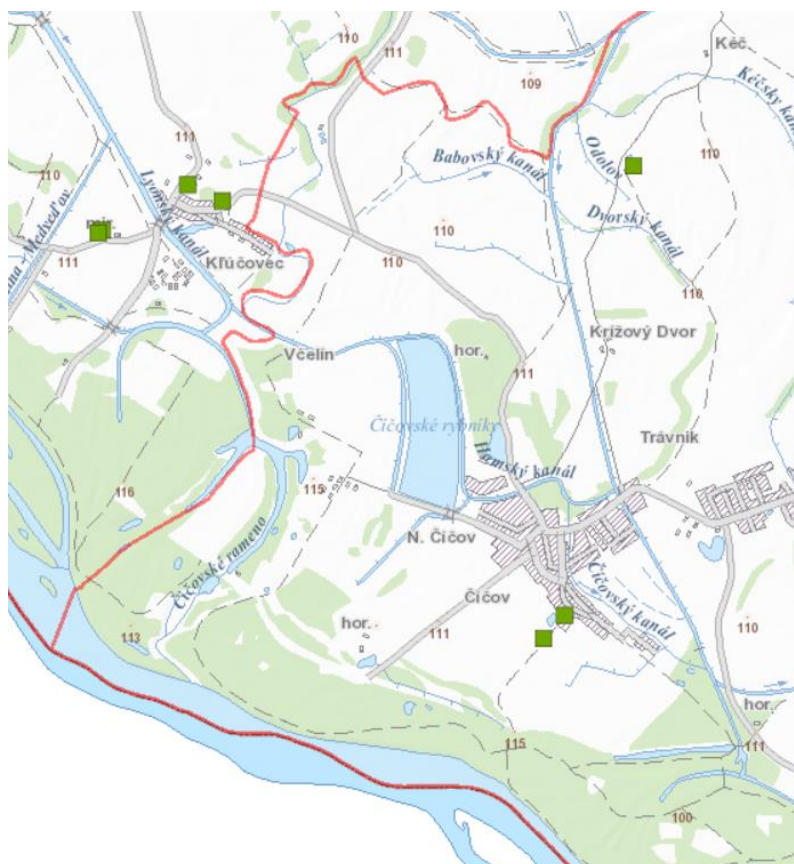 110
111
Kéč
109
Kéčsky
111
Babovský kanál
Odolov
110
110
Lyonský kanál
Dvorský kanál
110
111
Kľúčovec
110
110
Krížový Dvor
Včelín
hor.
111
Čičovské rybníky
Trávnik
Hamský kanál
116
115
N. Čičov
Čičovské rameno
Čičov
Čičovský kanál
113
hor.
111
110
hor.
115
111
100